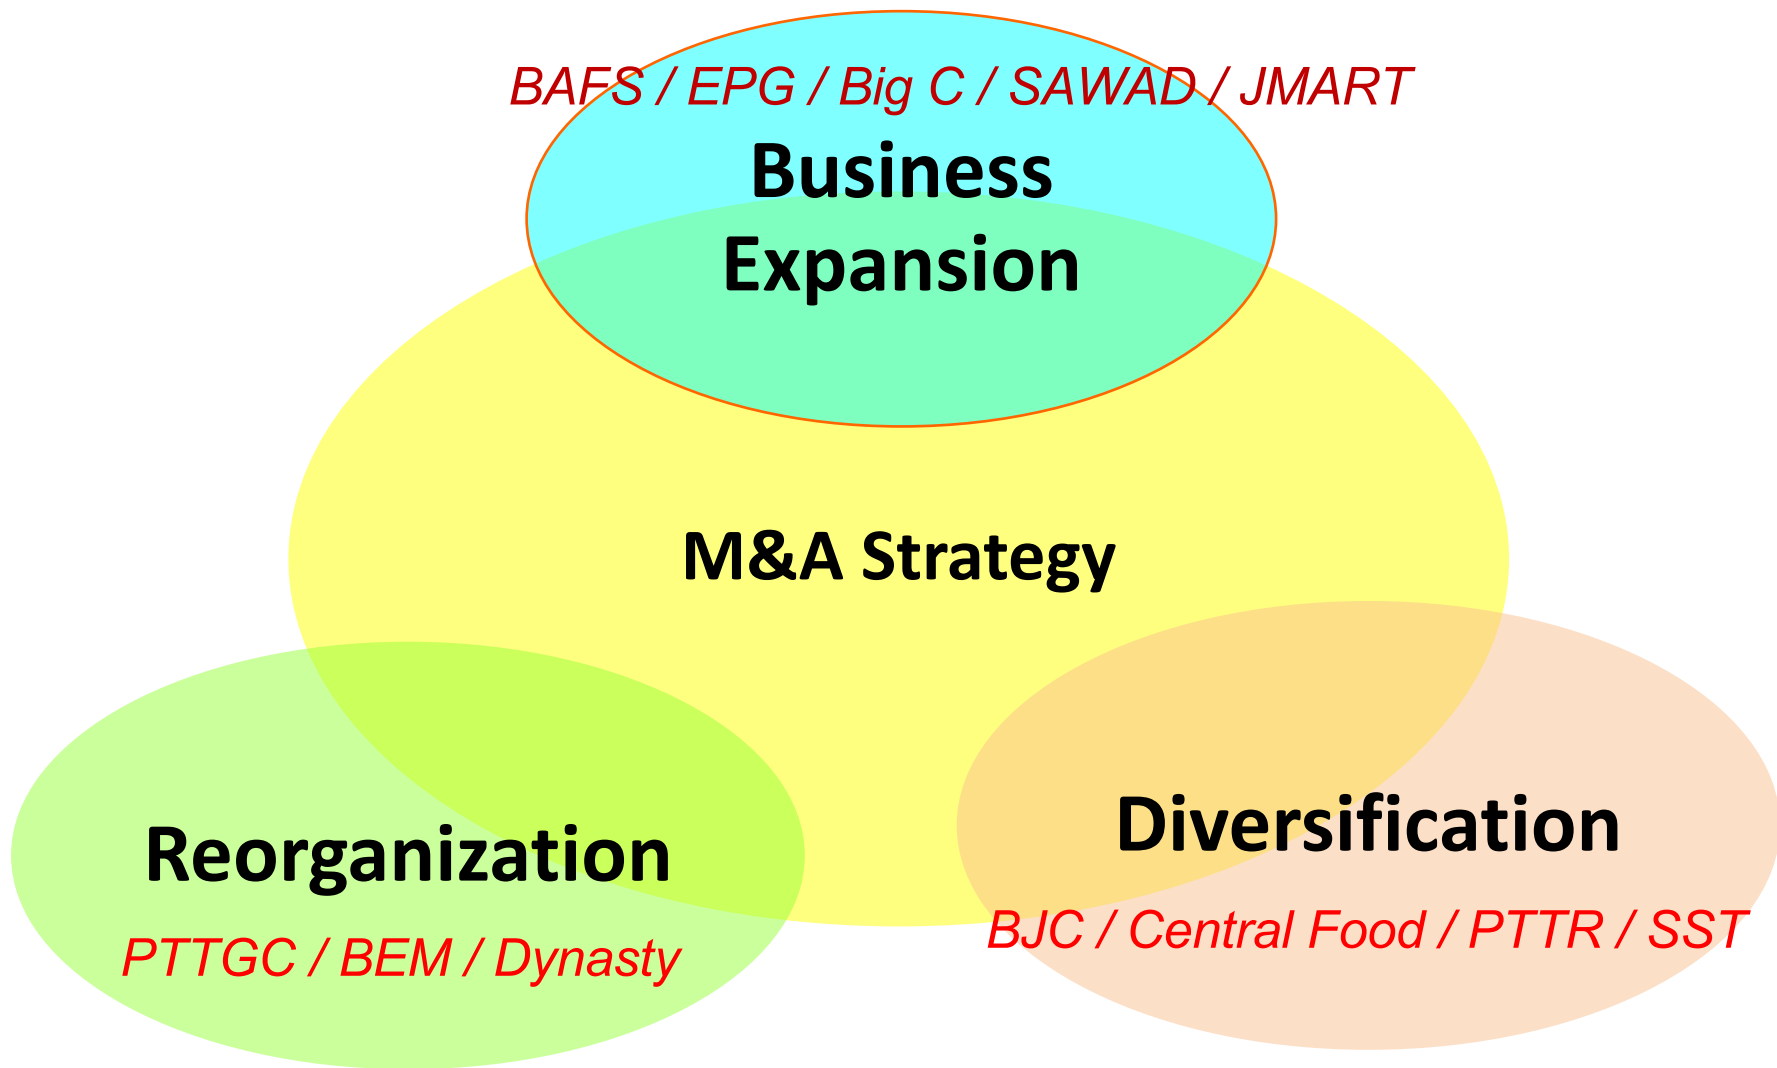 BAFS / EPG / Big C / SAWAD / JMART
Business
Expansion
M&A Strategy
Reorganization
PTTGC / BEM / Dynasty
Diversification
BJC / Central Food / PTTR / SST